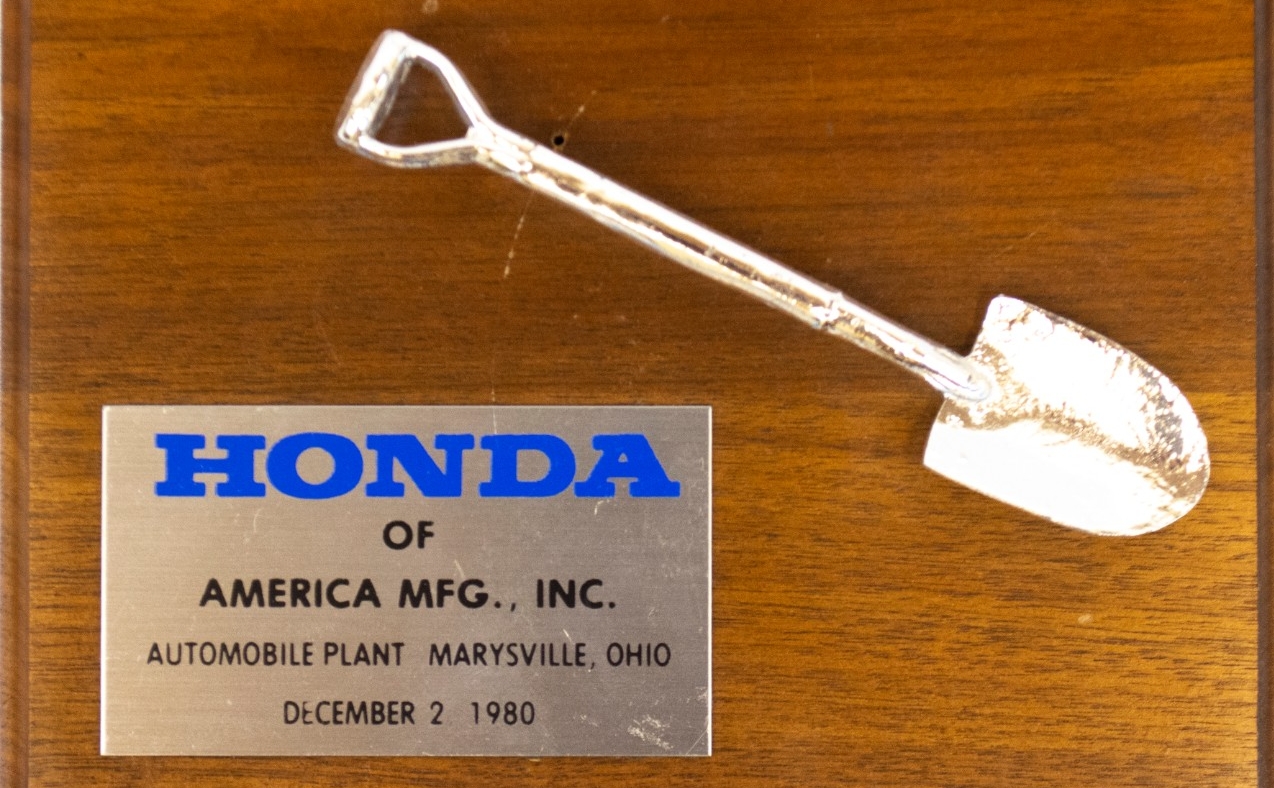 HONDA
OF
AMERICA MFG., INC.
AUTOMOBILE PLANT MARYSVILLE, OHIO
DECEMBER 2 1980